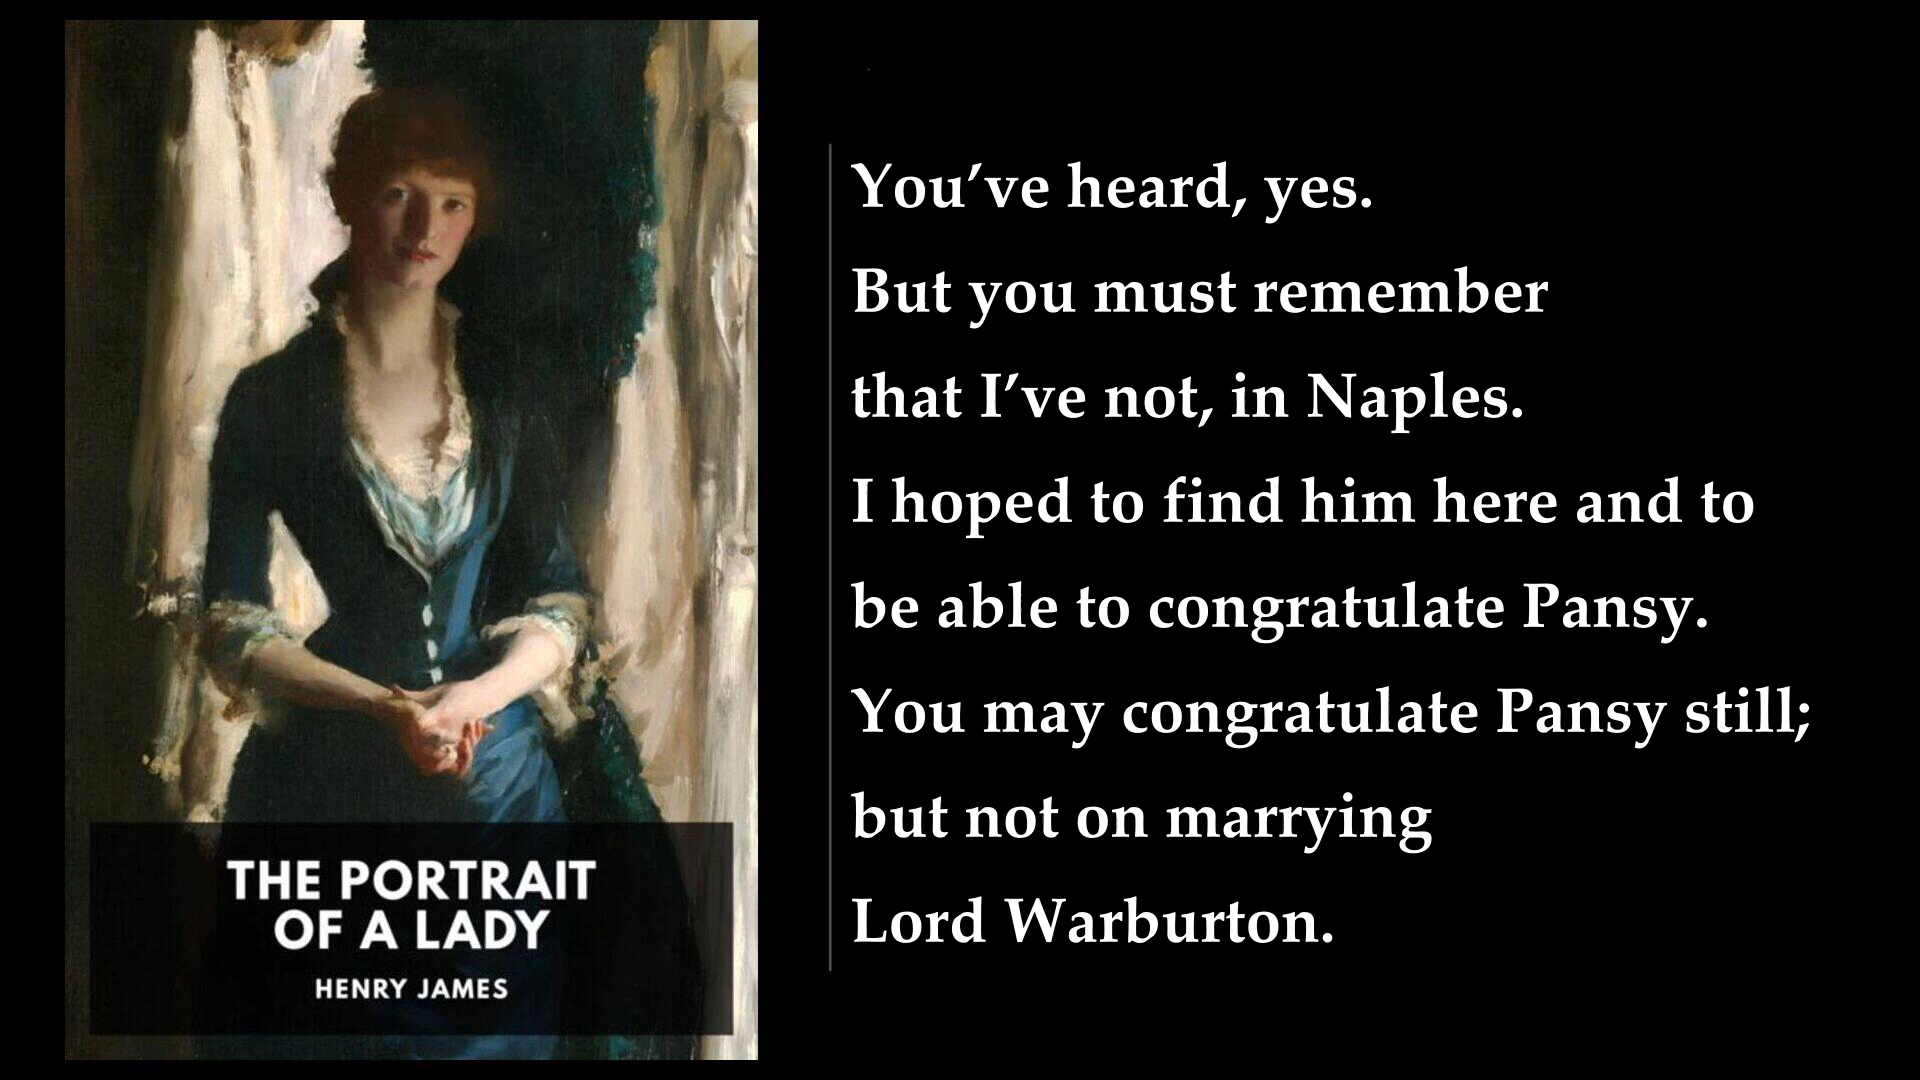 THE PORTRAIT
OF A LADY
HENRY JAMES
You’ve heard, yes.
But you must remember
that I’ve not, in Naples.
I hoped to find him here and to
be able to congratulate Pansy.
You may congratulate Pansy still;
but not on marrying
Lord Warburton.